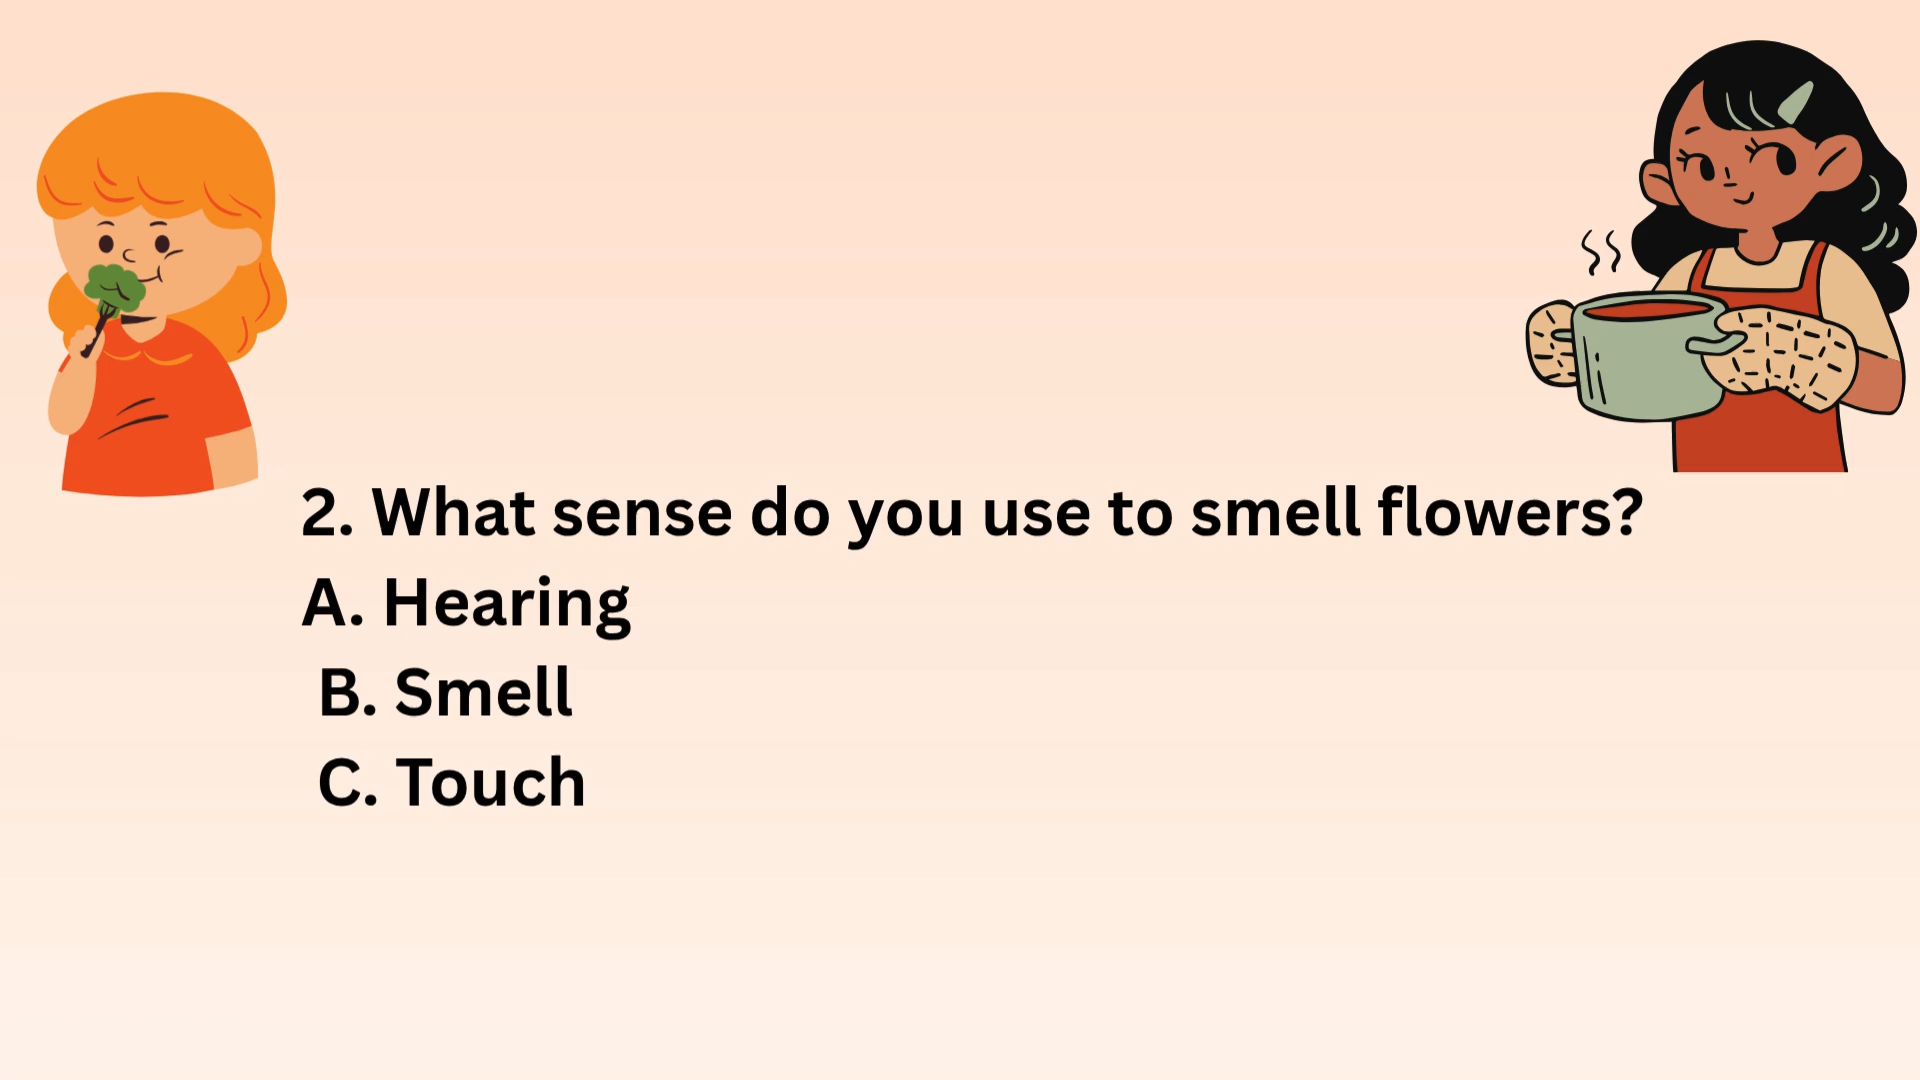 2. What sense do you use to smell flowers?
A. Hearing
B. Smell
C. Touch